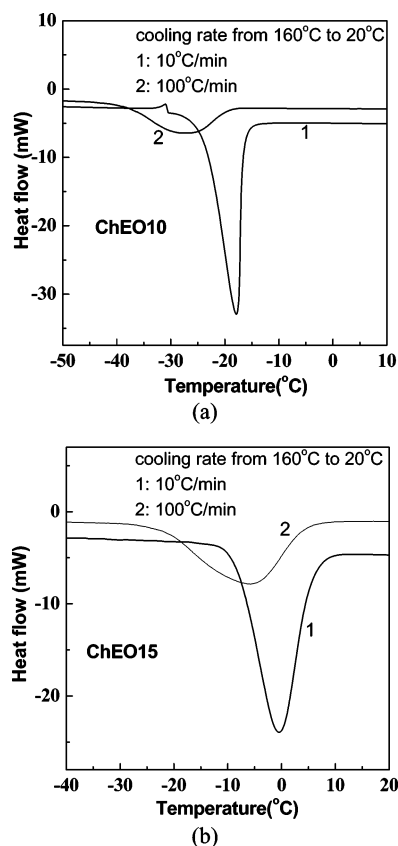 cooling rate from 160°C to 20°C
1: 10°C/min
2: 100°C/min
10
0
-10
-20
-30
Heat flow (mW)
2
1
ChEO10
-50 -40 -30 -20 -10 0 10
Temperature(°C)
(a)
cooling rate from 160°C to 20°C
1: 10°C/min
2: 100°C/min
0
-10
-20
Heat flow (mW)
2
1
ChEO15
-40 -30 -20 -10 0 10 20
Temperature(°C)
(b)